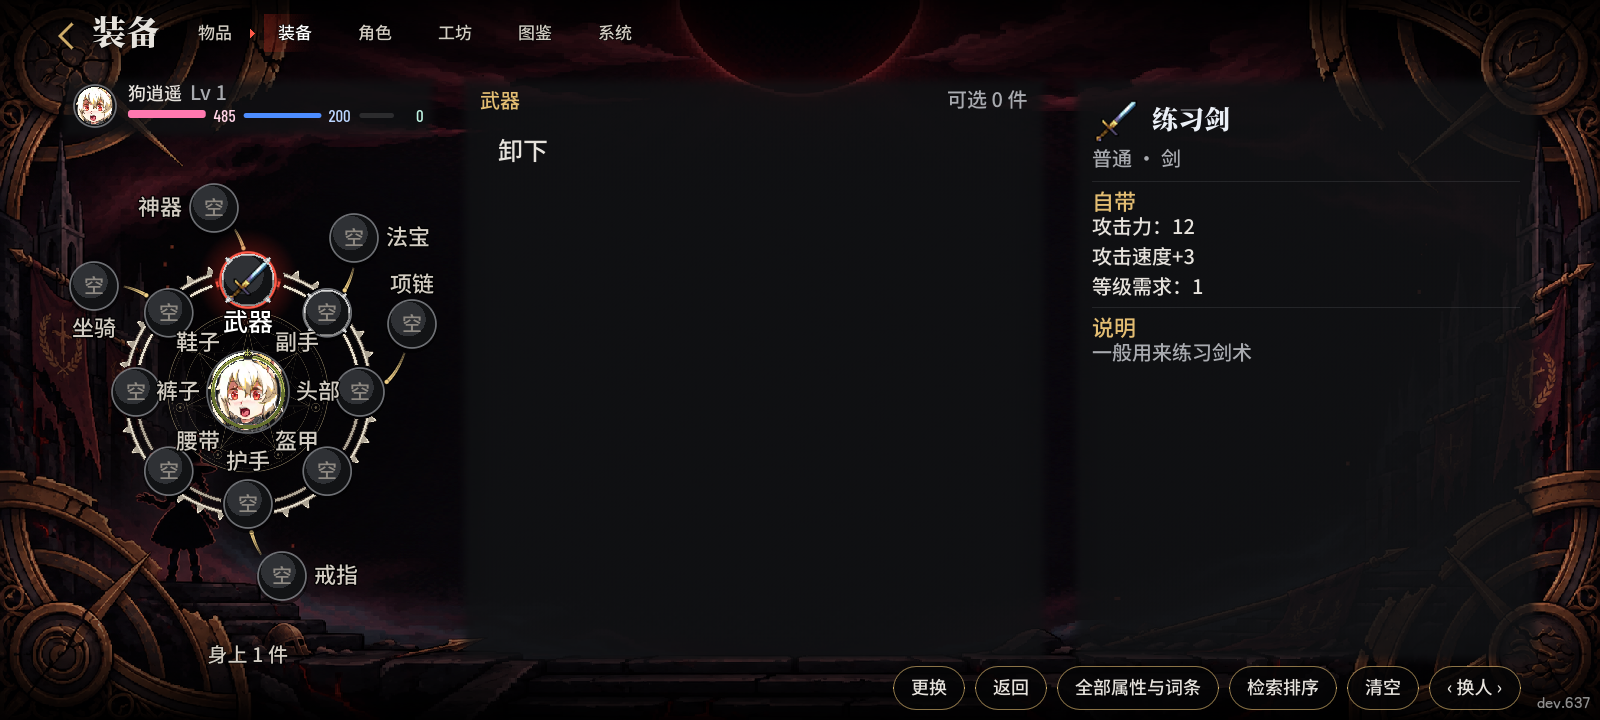 装备 物品 装备 角色 工坊 图鉴 系统
狗逍遥 Lv 1
485 200 0
神器 空
空 法宝
项链
空
空
坐骑
空
空
武器
鞋子 副手
空 裤子 头部 空
腰带 盔甲
护手
空
空
空
空 戒指
身上 1 件
武器 可选 0 件
卸下
练习剑
普通 · 剑
自带
攻击力：12
攻击速度+3
等级需求：1
说明
一般用来练习剑术
更换 返回 全部属性与词条 检索排序 清空 ‹ 换人 ›
dev.637